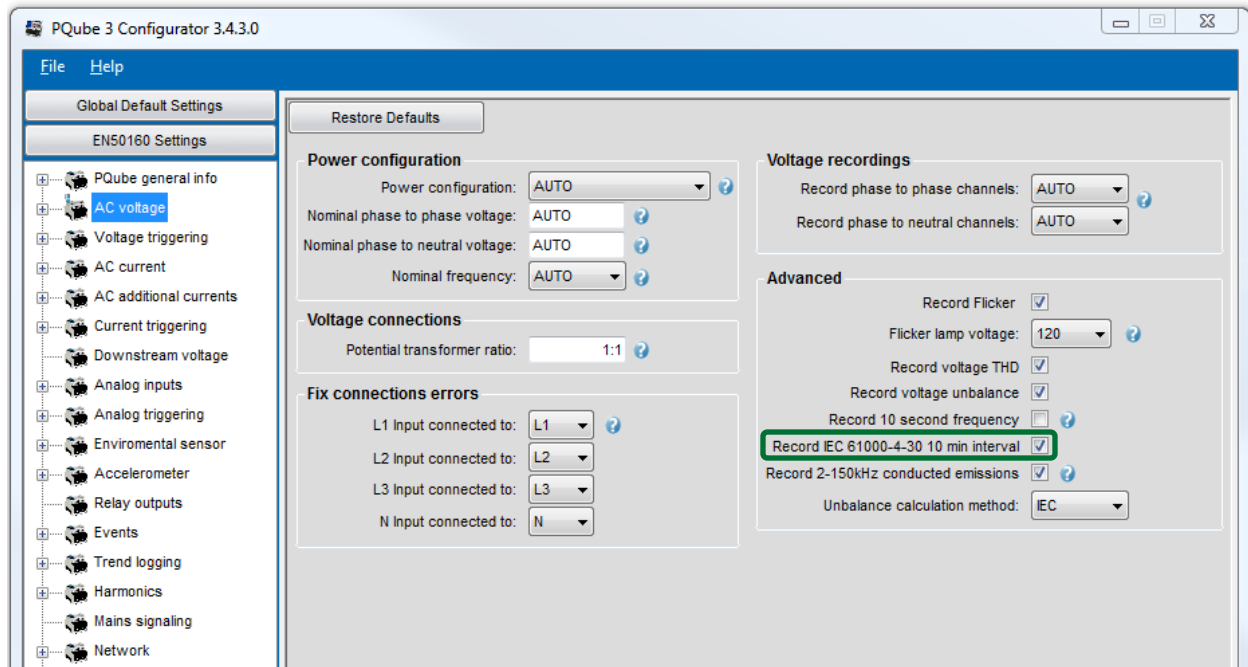 PQube 3 Configurator 3.4.3.0
File Help
Global Default Settings
EN50160 Settings
PQube general info
AC voltage
Voltage triggering
AC current
AC additional currents
Current triggering
Downstream voltage
Analog inputs
Analog triggering
Enviromental sensor
Accelerometer
Relay outputs
Events
Trend logging
Harmonics
Mains signaling
Network
Restore Defaults
Power configuration
Power configuration: AUTO ?
Nominal phase to phase voltage: AUTO ?
Nominal phase to neutral voltage: AUTO ?
Nominal frequency: AUTO ?
Voltage connections
Potential transformer ratio: 1:1 ?
Fix connections errors
L1 Input connected to: L1 ?
L2 Input connected to: L2
L3 Input connected to: L3
N Input connected to: N
Voltage recordings
Record phase to phase channels: AUTO ?
Record phase to neutral channels: AUTO
Advanced
Record Flicker
Flicker lamp voltage: 120 ?
Record voltage THD
Record voltage unbalance
Record 10 second frequency ?
Record IEC 61000-4-30 10 min interval
Record 2-150kHz conducted emissions ?
Unbalance calculation method: IEC